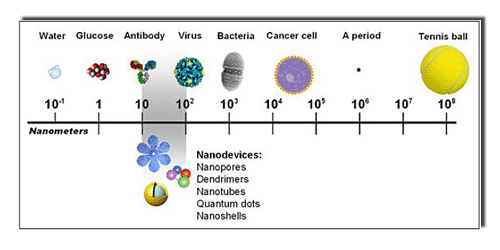 Water Glucose Antibody Virus Bacteria Cancer cell A period Tennis ball
10⁻¹ 1 10 10² 10³ 10⁴ 10⁵ 10⁶ 10⁷ 10⁸
Nanometers
Nanodevices:
Nanopores
Dendrimers
Nanotubes
Quantum dots
Nanoshells